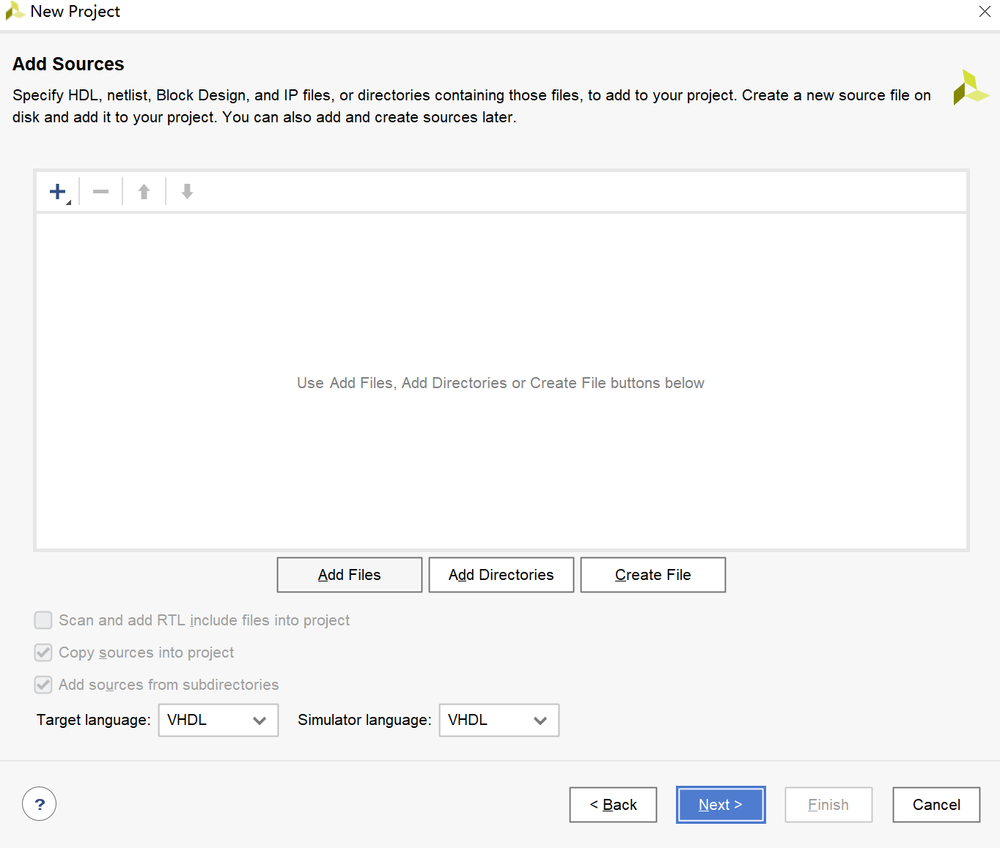 New Project
Add Sources
Specify HDL, netlist, Block Design, and IP files, or directories containing those files, to add to your project. Create a new source file on
disk and add it to your project. You can also add and create sources later.
Use Add Files, Add Directories or Create File buttons below
Add Files Add Directories Create File
Scan and add RTL include files into project
Copy sources into project
Add sources from subdirectories
Target language: VHDL Simulator language: VHDL
? < Back Next > Finish Cancel